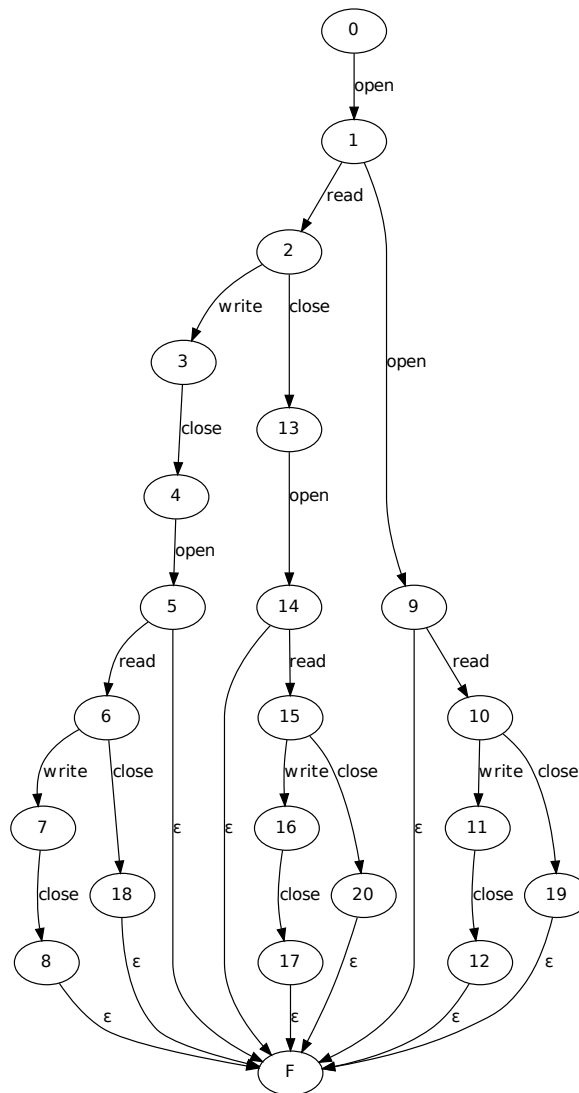 0
open
1
read
2
write
close
3
open
13
close
4
open
open
5
14
9
read
read
read
6
15
10
write
close
write
close
write
close
7
16
11
ε
ε
ε
close
18
close
20
close
19
8
17
12
ε
ε
ε
ε
ε
ε
F